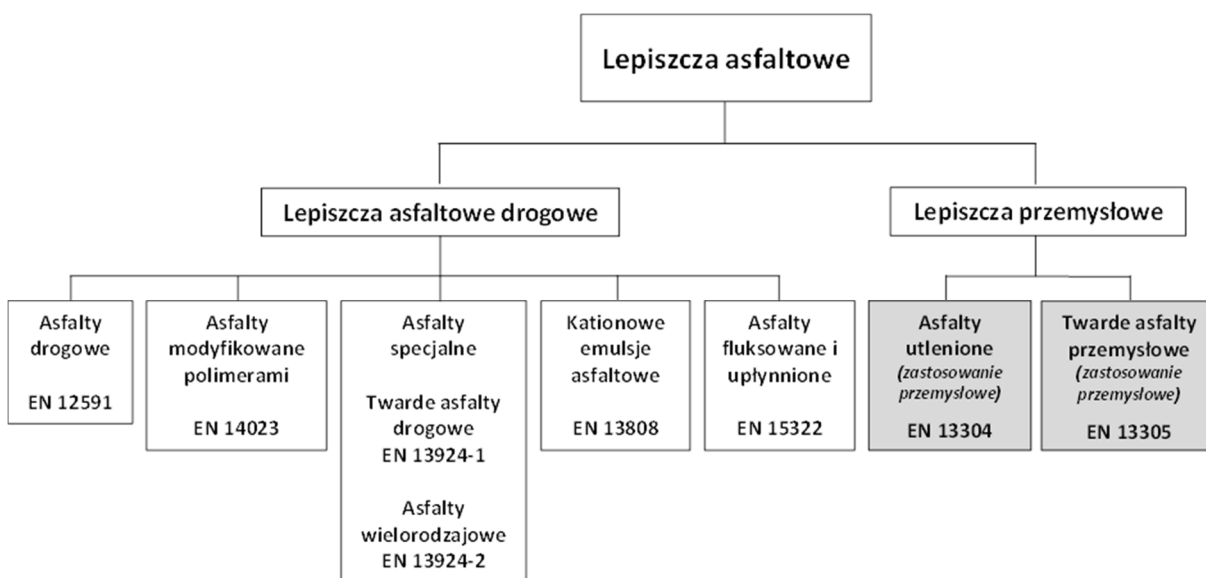 Lepiszcza asfaltowe
Lepiszcza asfaltowe drogowe
Lepiszcza przemysłowe
Asfalty
drogowe
EN 12591
Asfalty
modyfikowane
polimerami
EN 14023
Asfalty
specjalne
Twarde asfalty
drogowe
EN 13924-1
Asfalty
wielorodzajowe
EN 13924-2
Kationowe
emulsje
asfaltowe
EN 13808
Asfalty
fluksowane i
upłynnione
EN 15322
Asfalty
utlenione
(zastosowanie
przemysłowe)
EN 13304
Twarde asfalty
przemysłowe
(zastosowanie
przemysłowe)
EN 13305